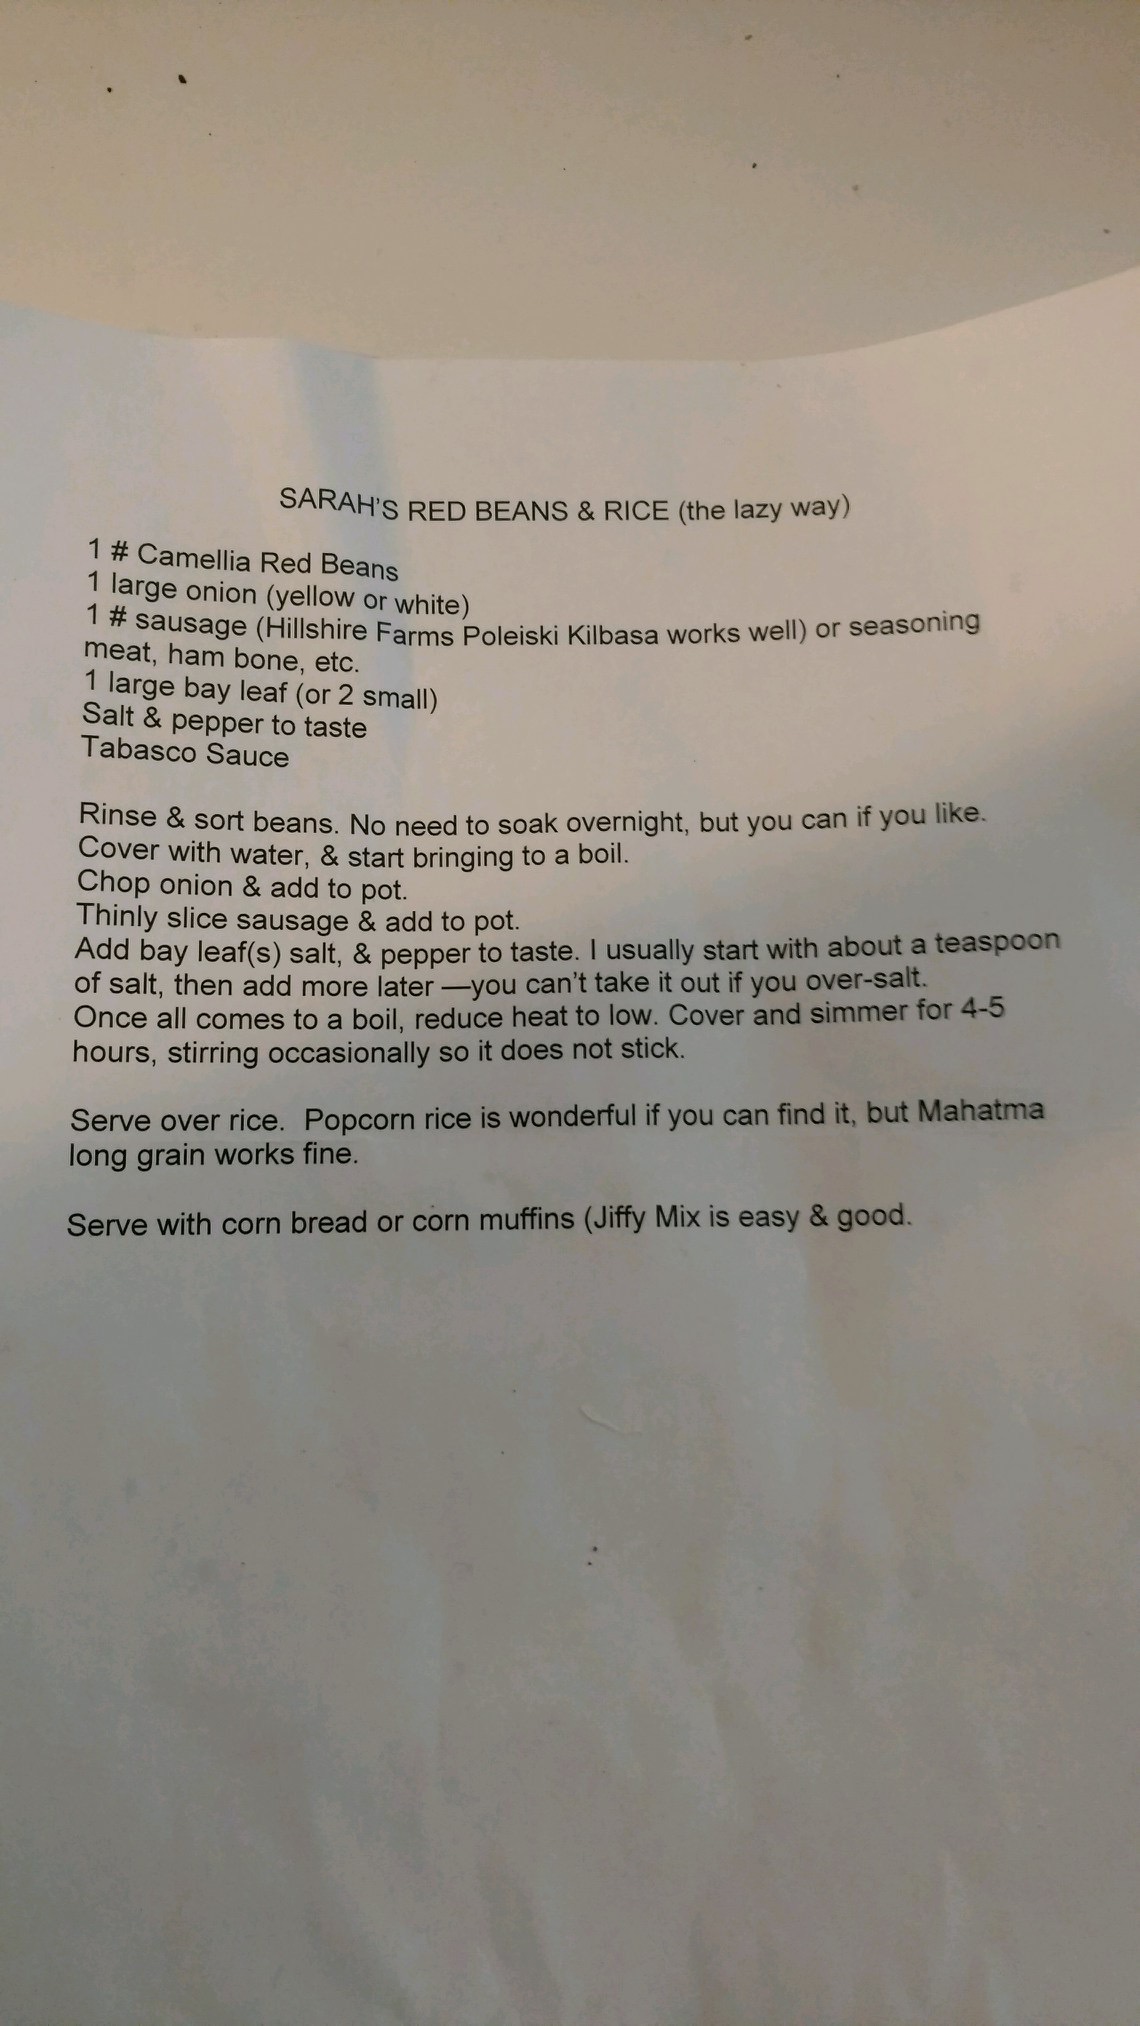 SARAH'S RED BEANS & RICE (the lazy way)
1 # Camellia Red Beans
1 large onion (yellow or white)
1 # sausage (Hillshire Farms Poleiski Kilbasa works well) or seasoning
meat, ham bone, etc.
1 large bay leaf (or 2 small)
Salt & pepper to taste
Tabasco Sauce
Rinse & sort beans. No need to soak overnight, but you can if you like.
Cover with water, & start bringing to a boil.
Chop onion & add to pot.
Thinly slice sausage & add to pot.
Add bay leaf(s) salt, & pepper to taste. I usually start with about a teaspoon
of salt, then add more later —you can't take it out if you over-salt.
Once all comes to a boil, reduce heat to low. Cover and simmer for 4-5
hours, stirring occasionally so it does not stick.
Serve over rice.  Popcorn rice is wonderful if you can find it, but Mahatma
long grain works fine.
Serve with corn bread or corn muffins (Jiffy Mix is easy & good.